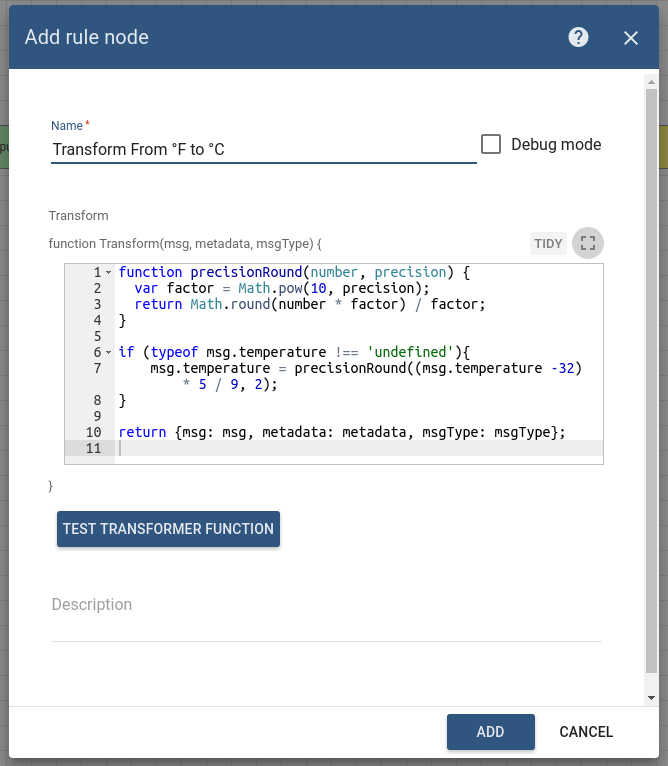 Add rule node
Name*
Transform From °F to °C
Debug mode
Transform
function Transform(msg, metadata, msgType) {
TIDY
1 function precisionRound(number, precision) {
2   var factor = Math.pow(10, precision);
3   return Math.round(number * factor) / factor;
4 }
5
6 if (typeof msg.temperature !== 'undefined'){
7     msg.temperature = precisionRound((msg.temperature -32)
* 5 / 9, 2);
8 }
9
10 return {msg: msg, metadata: metadata, msgType: msgType};
11
}
TEST TRANSFORMER FUNCTION
Description
ADD
CANCEL